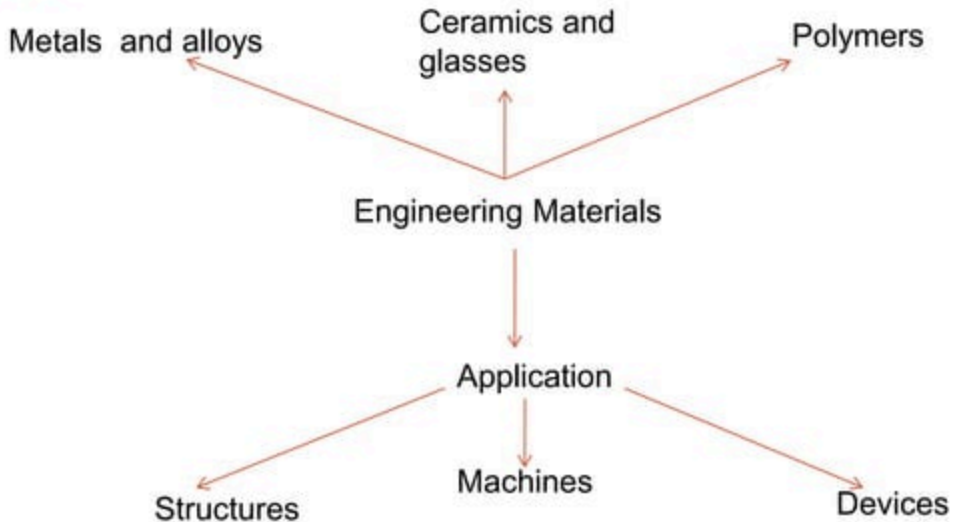 Metals and alloys
Ceramics and
glasses
Polymers
Engineering Materials
Application
Structures
Machines
Devices